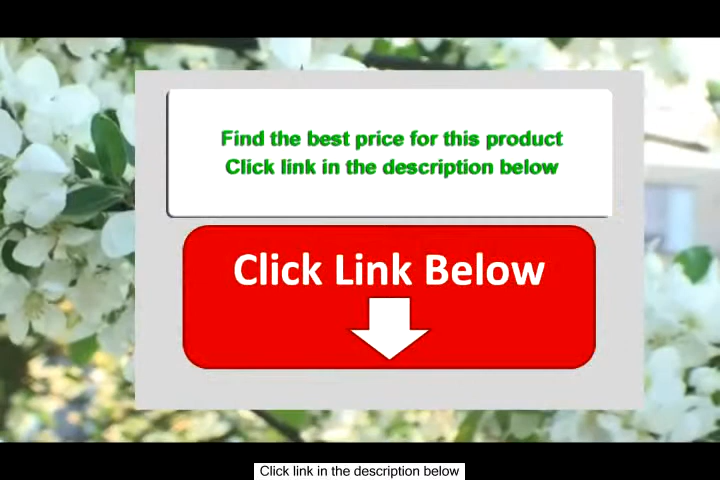 Find the best price for this product
Click link in the description below
Click Link Below
Click link in the description below